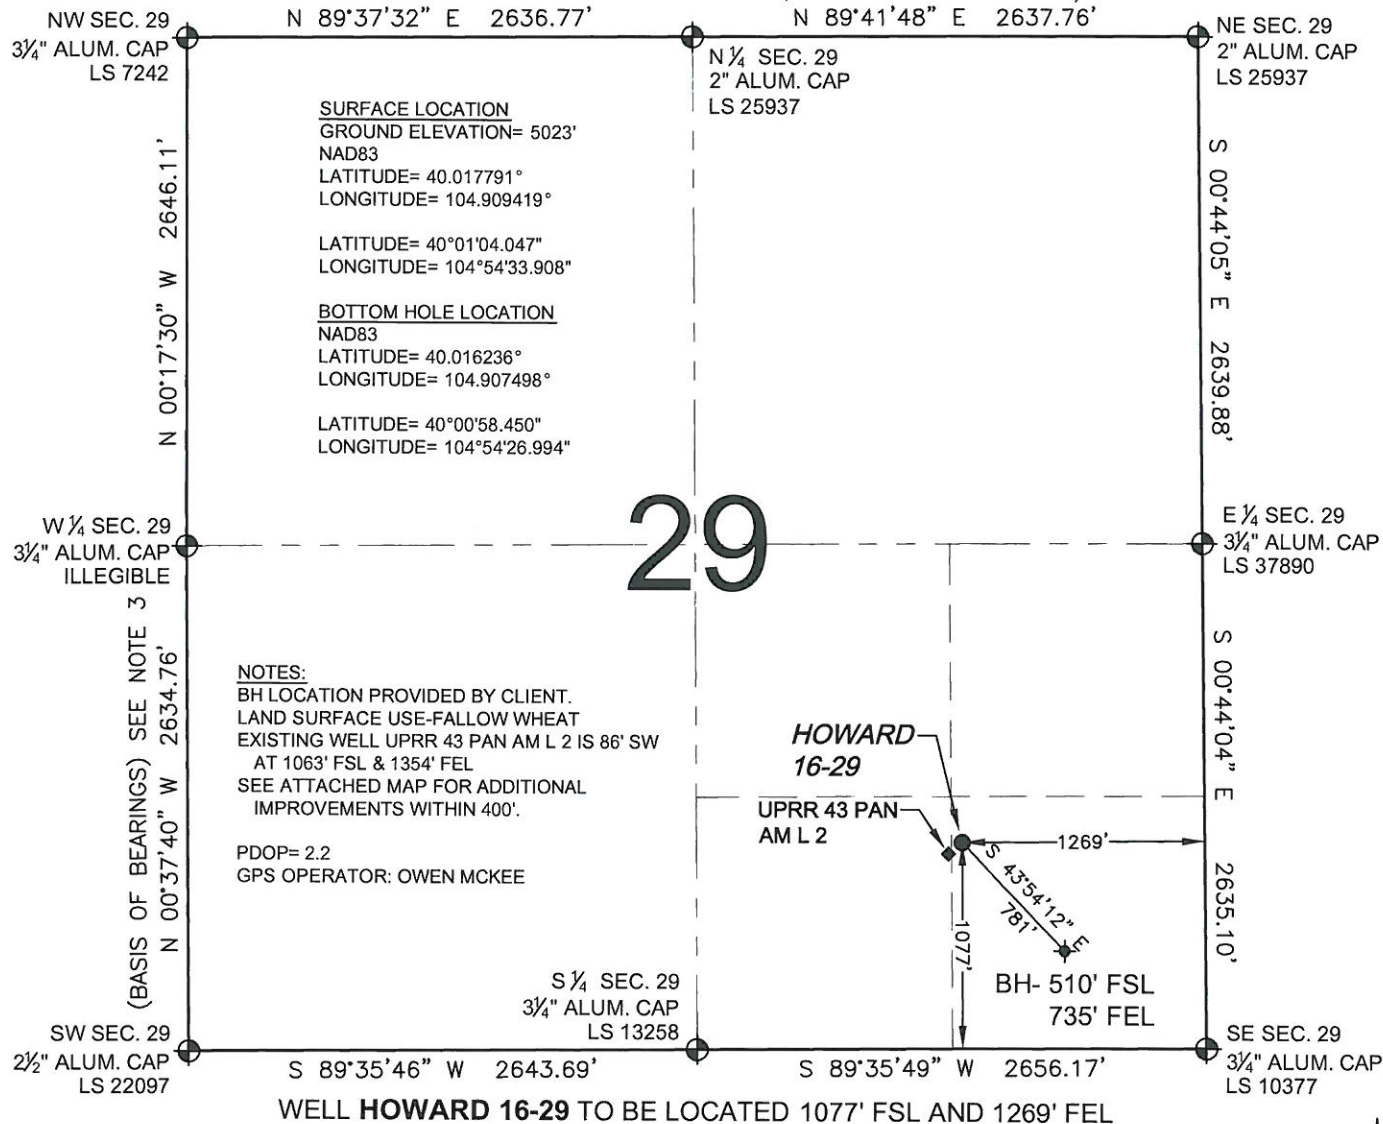 N 89°37'32" E 2636.77'
N 89°41'48" E 2637.76'
NW SEC. 29
3¼" ALUM. CAP
LS 7242
N ¼ SEC. 29
2" ALUM. CAP
LS 25937
NE SEC. 29
2" ALUM. CAP
LS 25937
SURFACE LOCATION
GROUND ELEVATION= 5023'
NAD83
LATITUDE= 40.017791°
LONGITUDE= 104.909419°
LATITUDE= 40°01'04.047"
LONGITUDE= 104°54'33.908"
BOTTOM HOLE LOCATION
NAD83
LATITUDE= 40.016236°
LONGITUDE= 104.907498°
LATITUDE= 40°00'58.450"
LONGITUDE= 104°54'26.994"
N 00°17'30" W 2646.11'
S 00°44'05" E 2639.88'
W ¼ SEC. 29
3¼" ALUM. CAP
ILLEGIBLE
29
E ¼ SEC. 29
3¼" ALUM. CAP
LS 37890
(BASIS OF BEARINGS) SEE NOTE 3
N 00°37'40" W 2634.76'
NOTES:
BH LOCATION PROVIDED BY CLIENT.
LAND SURFACE USE-FALLOW WHEAT
EXISTING WELL UPRR 43 PAN AM L 2 IS 86' SW
AT 1063' FSL & 1354' FEL
SEE ATTACHED MAP FOR ADDITIONAL
IMPROVEMENTS WITHIN 400'.
PDOP= 2.2
GPS OPERATOR: OWEN MCKEE
HOWARD
16-29
UPRR 43 PAN
AM L 2
1269'
S 43°54'12" E
781'
1077'
BH- 510' FSL
735' FEL
S 00°44'04" E 2635.10'
SW SEC. 29
2½" ALUM. CAP
LS 22097
S ¼ SEC. 29
3¼" ALUM. CAP
LS 13258
SE SEC. 29
3¼" ALUM. CAP
LS 10377
S 89°35'46" W 2643.69'
S 89°35'49" W 2656.17'
WELL HOWARD 16-29 TO BE LOCATED 1077' FSL AND 1269' FEL